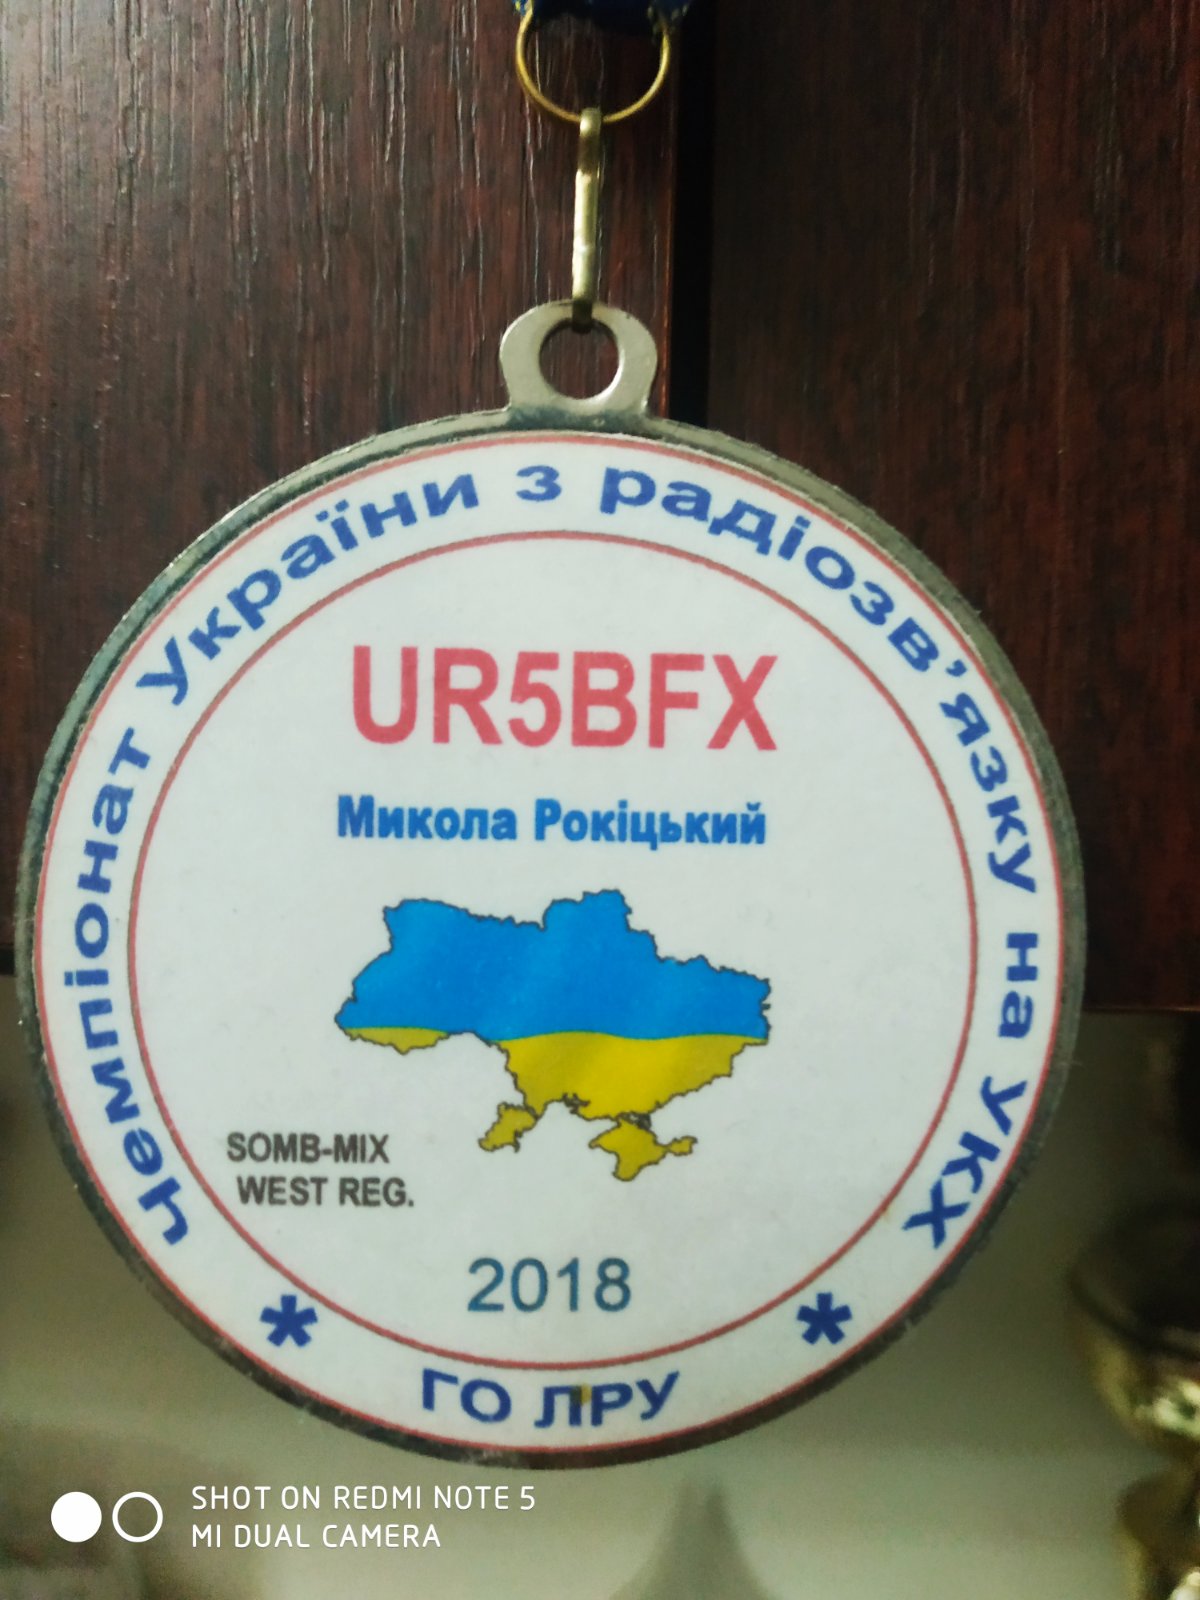 Чемпіонат України з радіозв'язку на УКХ
UR5BFX
Микола Рокіцький
SOMB-MIX
WEST REG.
2018
* ГО ЛРУ *
SHOT ON REDMI NOTE 5
MI DUAL CAMERA